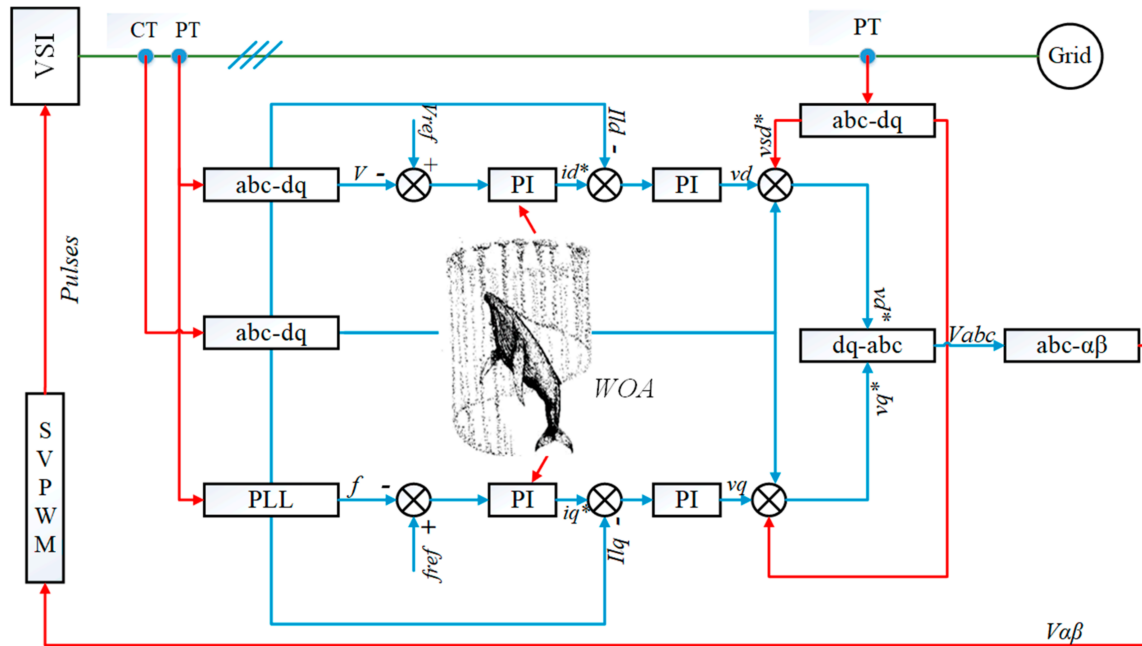 CT PT
PT
VSI
Grid
abc-dq
Vref
+
Ild
-
vsd*
abc-dq
V
-
PI
id*
PI
vd
Pulses
abc-dq
WOA
vd*
dq-abc
Vabc
abc-αβ
vq*
SVPWM
PLL
f
-
PI
iq*
-
PI
vq
+
fref
Ilq
Vαβ